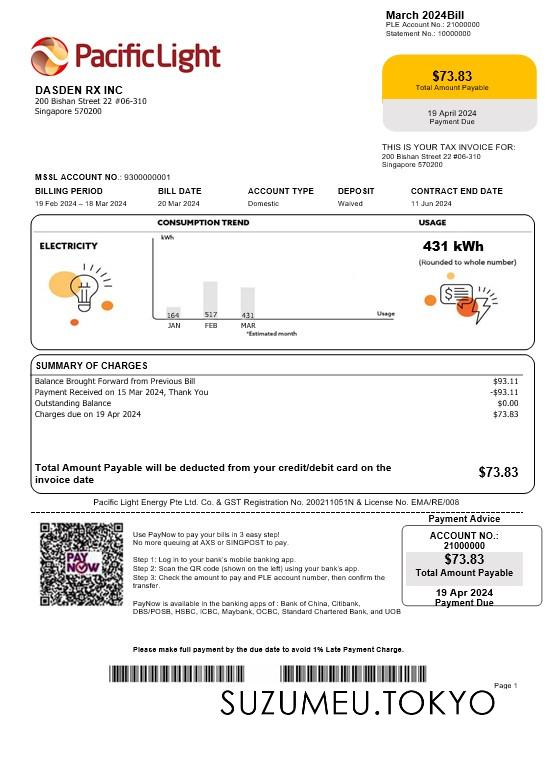 March 2024Bill
PLE Account No.: 21000000
Statement No.: 10000000
PacificLight
$73.83
Total Amount Payable
19 April 2024
Payment Due
DASDEN RX INC
200 Bishan Street 22 #06-310
Singapore 570200
THIS IS YOUR TAX INVOICE FOR:
200 Bishan Street 22 #06-310
Singapore 570200
MSSL ACCOUNT NO.: 9300000001
BILLING PERIOD BILL DATE ACCOUNT TYPE DEPOSIT CONTRACT END DATE
19 Feb 2024 – 18 Mar 2024 20 Mar 2024 Domestic Waived 11 Jun 2024
CONSUMPTION TREND USAGE
kWh
ELECTRICITY
431 kWh
(Rounded to whole number)
164 517 431 Usage
JAN FEB MAR
*Estimated month
SUMMARY OF CHARGES
Balance Brought Forward from Previous Bill $93.11
Payment Received on 15 Mar 2024, Thank You -$93.11
Outstanding Balance $0.00
Charges due on 19 Apr 2024 $73.83
Total Amount Payable will be deducted from your credit/debit card on the
invoice date
$73.83
Pacific Light Energy Pte Ltd. Co. & GST Registration No. 200211051N & License No. EMA/RE/008
Payment Advice
ACCOUNT NO.:
21000000
$73.83
Total Amount Payable
19 Apr 2024
Payment Due
PAY
NOW
Use PayNow to pay your bills in 3 easy step!
No more queuing at AXS or SINGPOST to pay.
Step 1: Log in to your bank's mobile banking app.
Step 2: Scan the QR code (shown on the left) using your bank's app.
Step 3: Check the amount to pay and PLE account number, then confirm the
transfer.
PayNow is available in the banking apps of : Bank of China, Citibank,
DBS/POSB, HSBC, ICBC, Maybank, OCBC, Standard Chartered Bank, and UOB
Please make full payment by the due date to avoid 1% Late Payment Charge.
Page 1
SUZUMEU.TOKYO